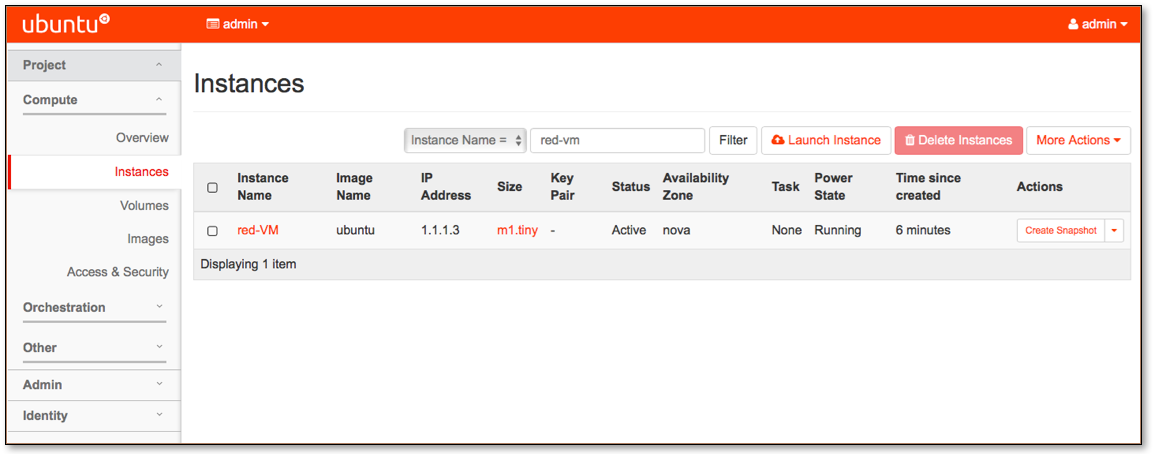 ubuntu
admin
admin
Project
Compute
Overview
Instances
Volumes
Images
Access & Security
Orchestration
Other
Admin
Identity
Instances
Instance Name =
red-vm
Filter
Launch Instance
Delete Instances
More Actions
Instance Name
Image Name
IP Address
Size
Key Pair
Status
Availability Zone
Task
Power State
Time since created
Actions
red-VM
ubuntu
1.1.1.3
m1.tiny
-
Active
nova
None
Running
6 minutes
Create Snapshot
Displaying 1 item